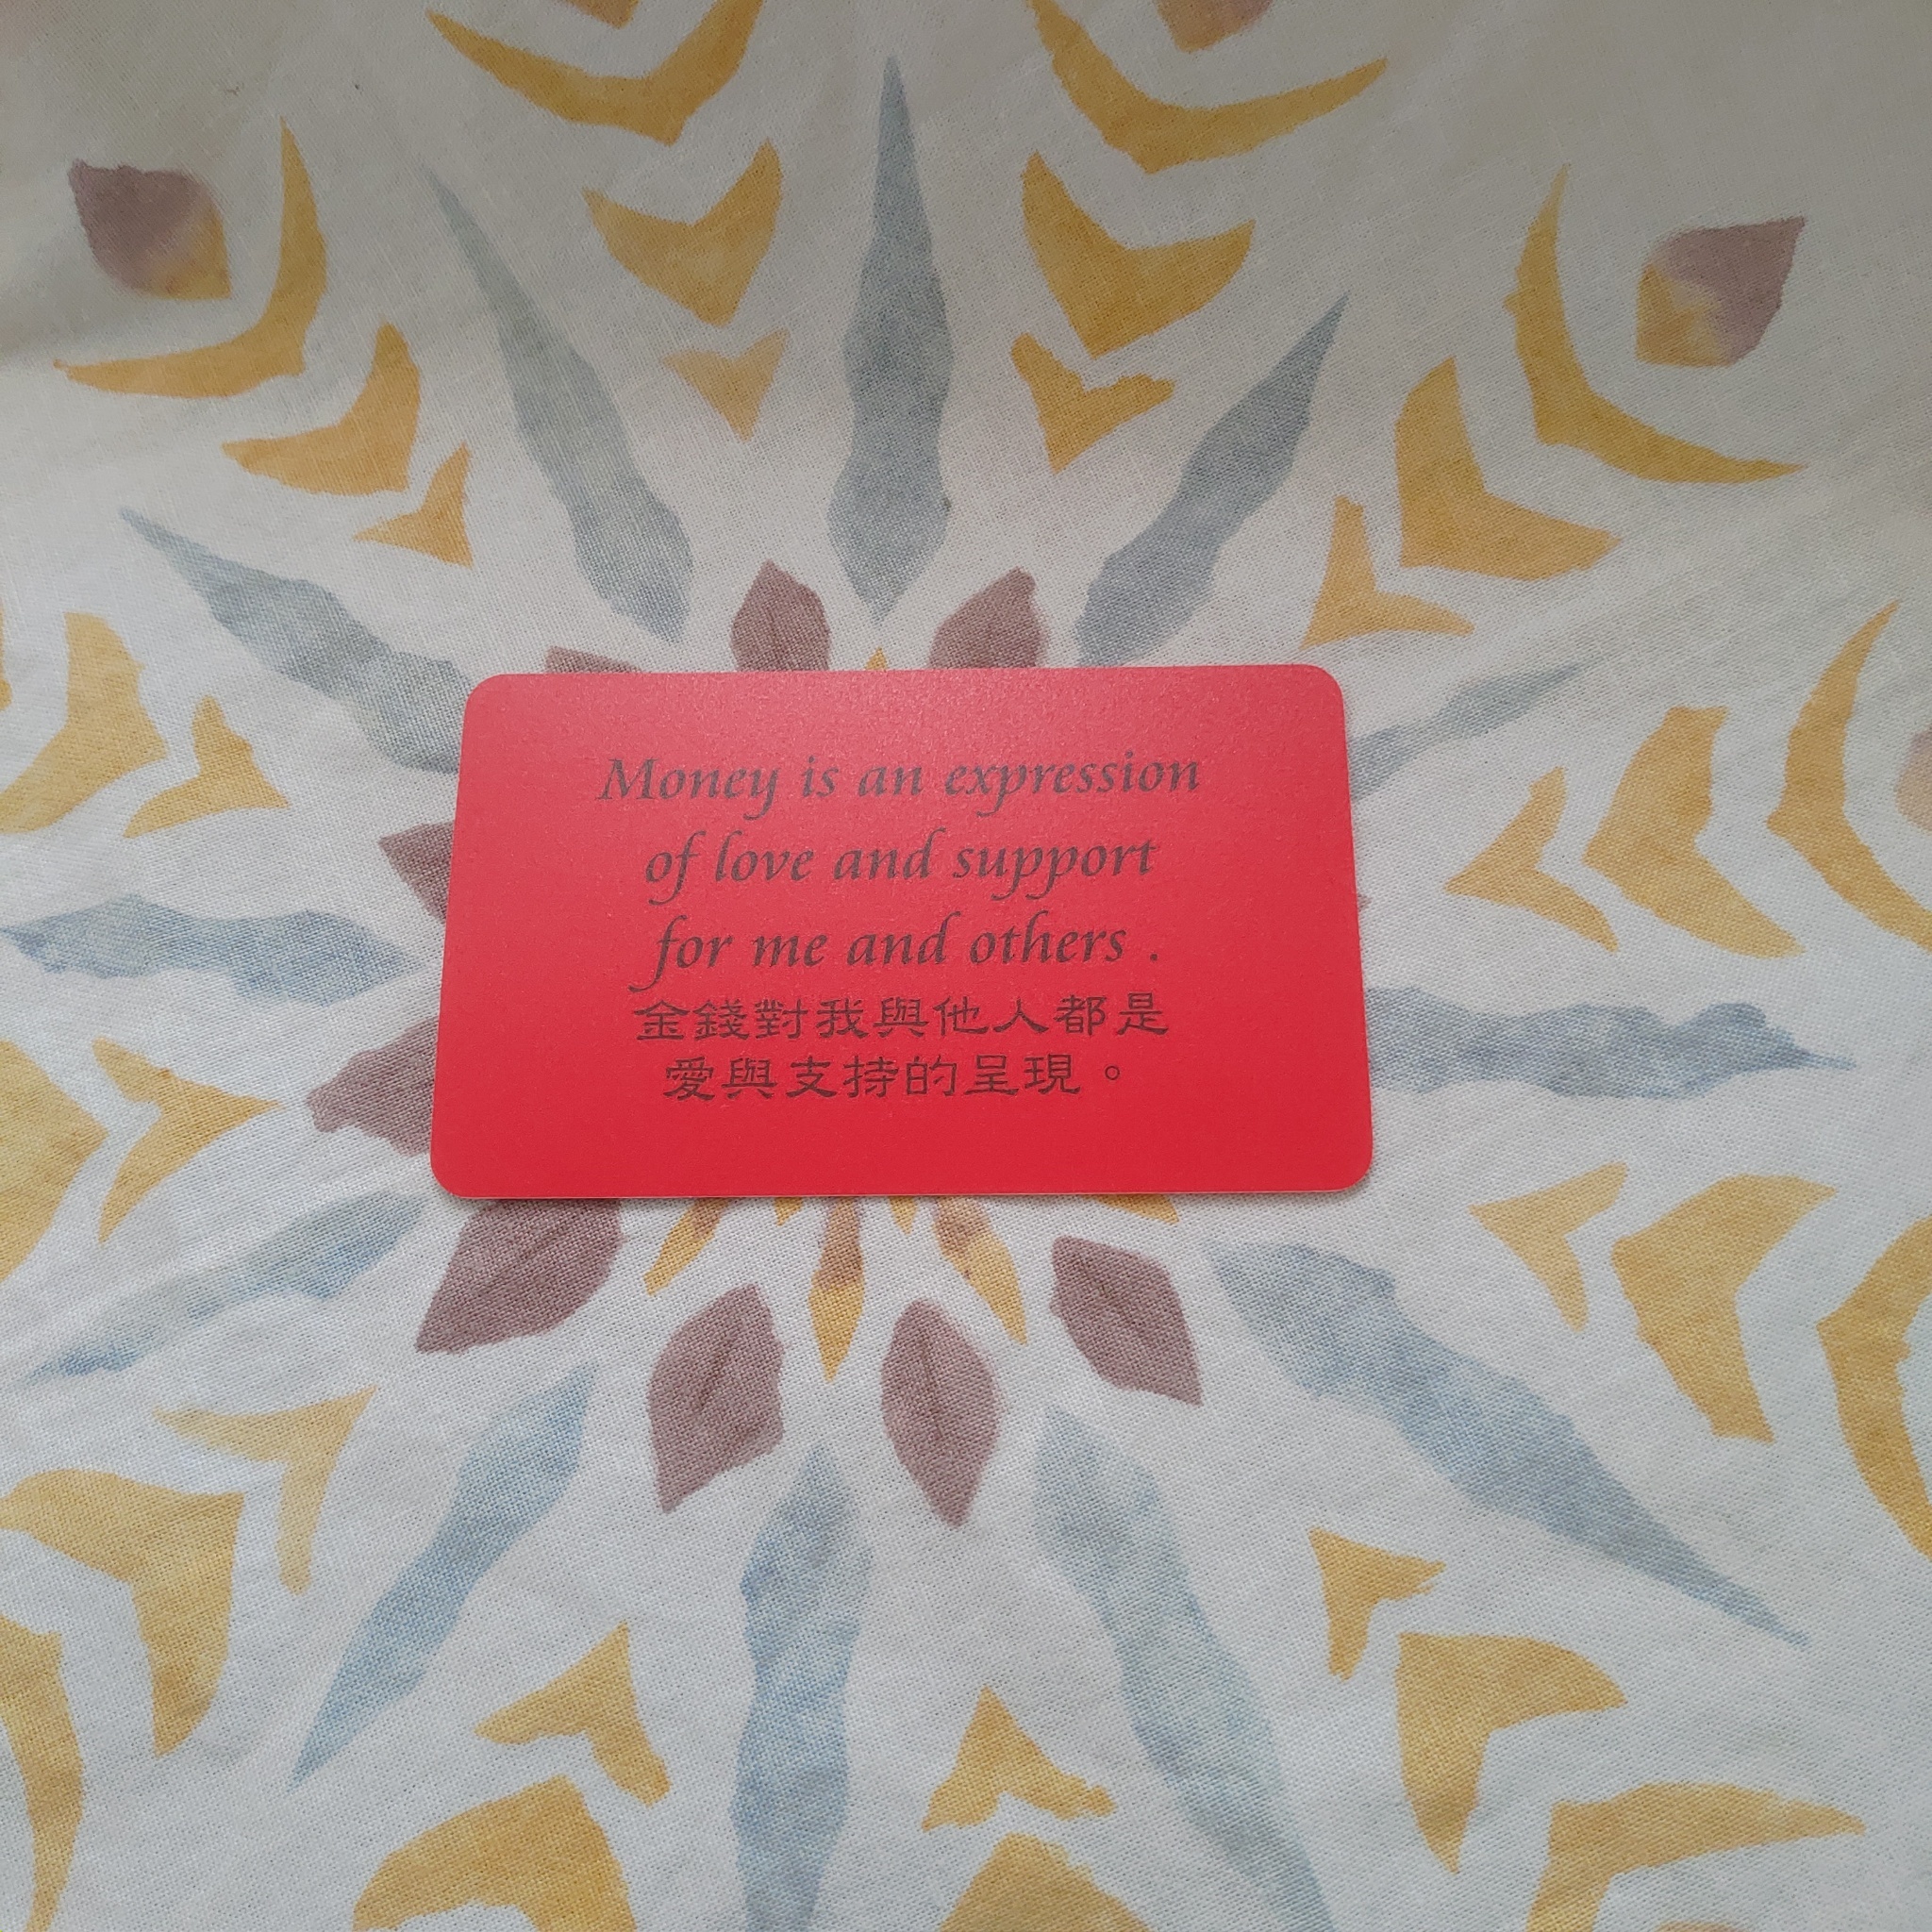 Money is an expression
of love and support
for me and others .
金錢對我與他人都是
愛與支持的呈現。